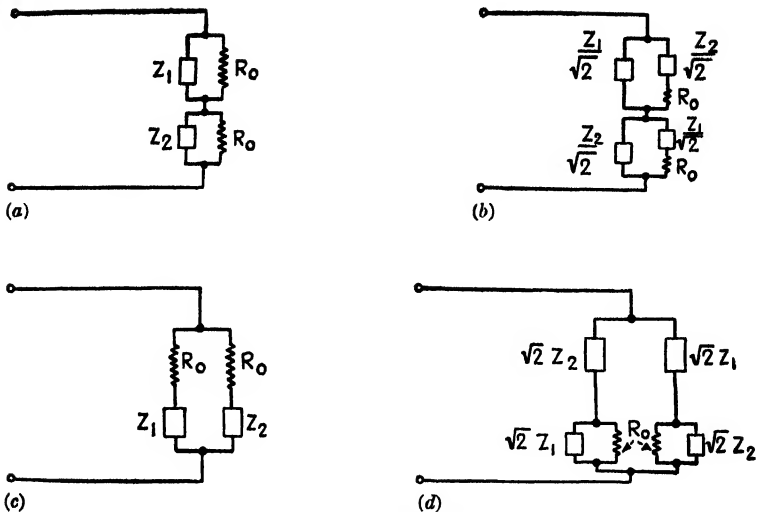 Z₁ R₀
Z₂ R₀
(a)
Z₁/√2 Z₂/√2
R₀
Z₂/√2 Z₁/√2
R₀
(b)
R₀ R₀
Z₁ Z₂
(c)
√2 Z₂ √2 Z₁
R₀
√2 Z₁ √2 Z₂
(d)